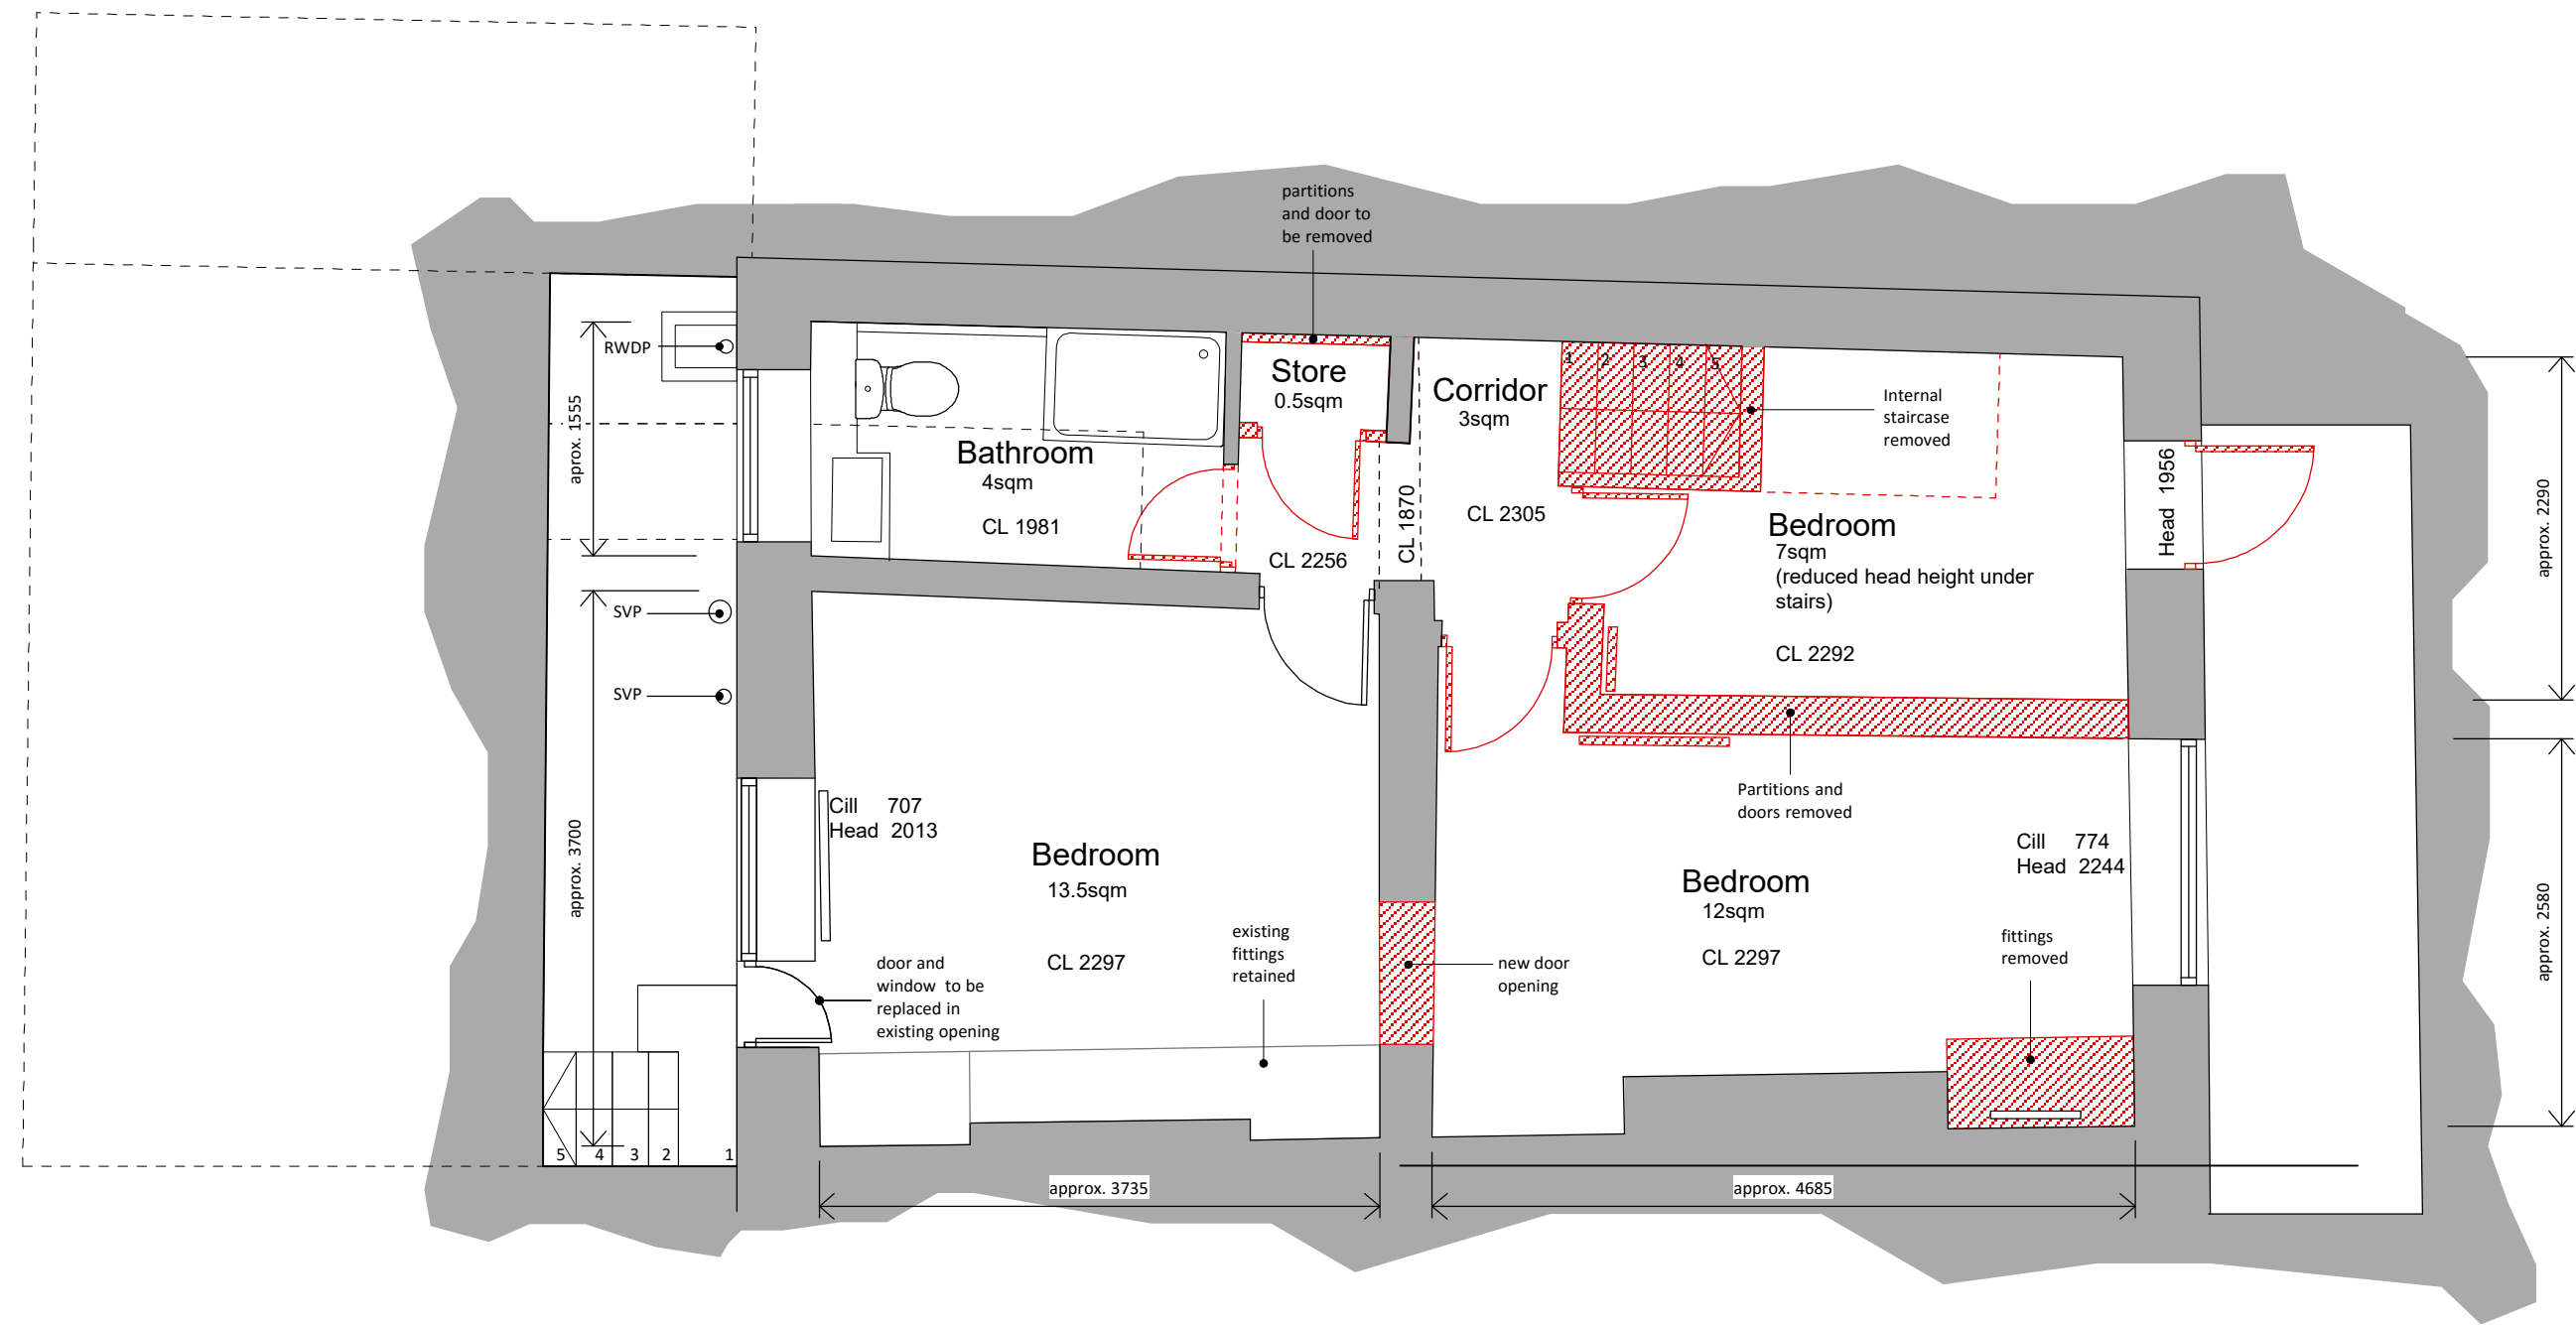 partitions
and door to
be removed
RWDP
aprox. 1555
Store
0.5sqm
Corridor
3sqm
1
2
3
4
5
Internal
staircase
removed
Bathroom
4sqm
CL 1981
CL 2256
CL 1870
CL 2305
Bedroom
7sqm
(reduced head height under
stairs)
CL 2292
Head 1956
approx. 2290
SVP
SVP
approx. 3700
Cill 707
Head 2013
Bedroom
13.5sqm
CL 2297
door and
window to be
replaced in
existing opening
existing
fittings
retained
new door
opening
Partitions and
doors removed
Bedroom
12sqm
CL 2297
Cill 774
Head 2244
fittings
removed
approx. 2580
5
4
3
2
1
approx. 3735
approx. 4685